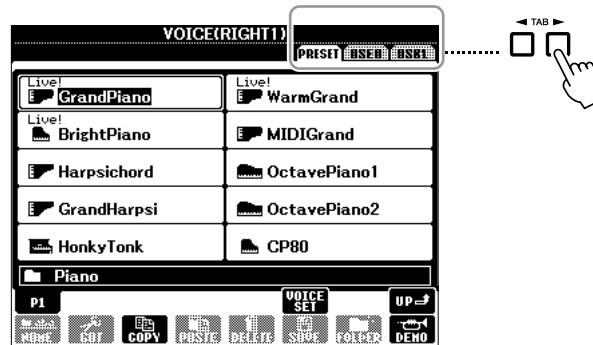 ◄ TAB ►
VOICE(RIGHT1)
PRESET USER USB1
Live!
GrandPiano
Live!
WarmGrand
Live!
BrightPiano
MIDIGrand
Harpsichord
OctavePiano1
GrandHarpsi
OctavePiano2
HonkyTonk
CP80
Piano
P1
VOICE
SET
UP
NAME CUT COPY PASTE DELETE SAVE FOLDER DEMO